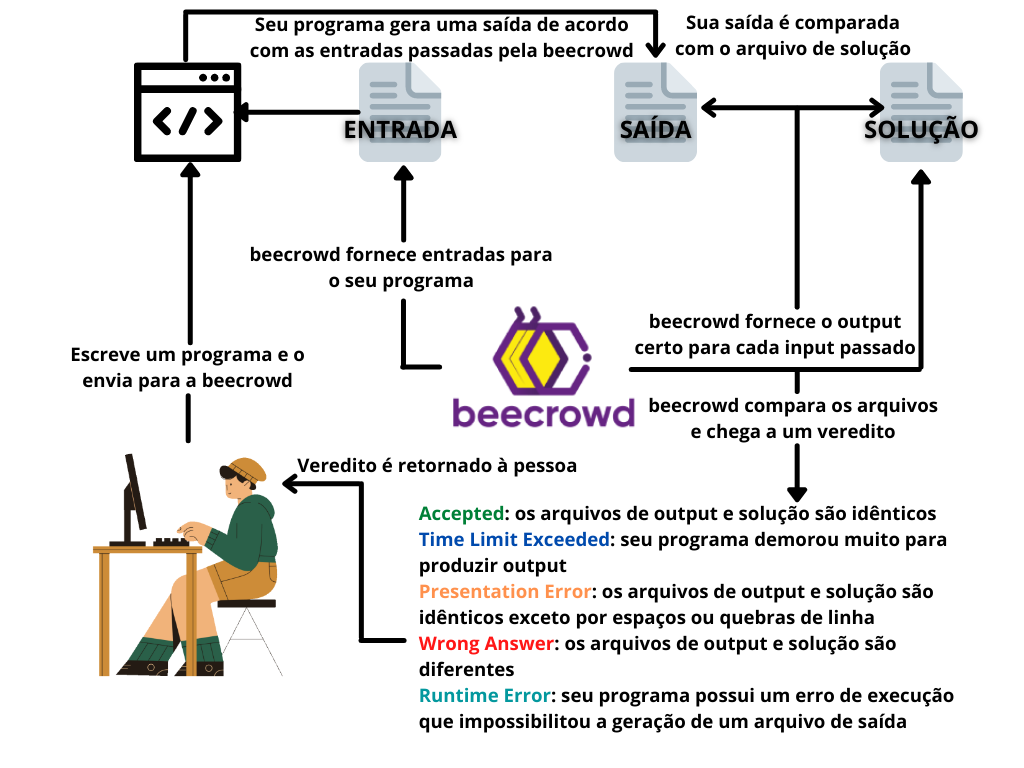 Seu programa gera uma saída de acordo
com as entradas passadas pela beecrowd
Sua saída é comparada
com o arquivo de solução
</>
ENTRADA
SAÍDA
SOLUÇÃO
beecrowd fornece entradas para
o seu programa
beecrowd fornece o output
certo para cada input passado
Escreve um programa e o
envia para a beecrowd
beecrowd
beecrowd compara os arquivos
e chega a um veredito
Veredito é retornado à pessoa
Accepted: os arquivos de output e solução são idênticos
Time Limit Exceeded: seu programa demorou muito para
produzir output
Presentation Error: os arquivos de output e solução são
idênticos exceto por espaços ou quebras de linha
Wrong Answer: os arquivos de output e solução são
diferentes
Runtime Error: seu programa possui um erro de execução
que impossibilitou a geração de um arquivo de saída